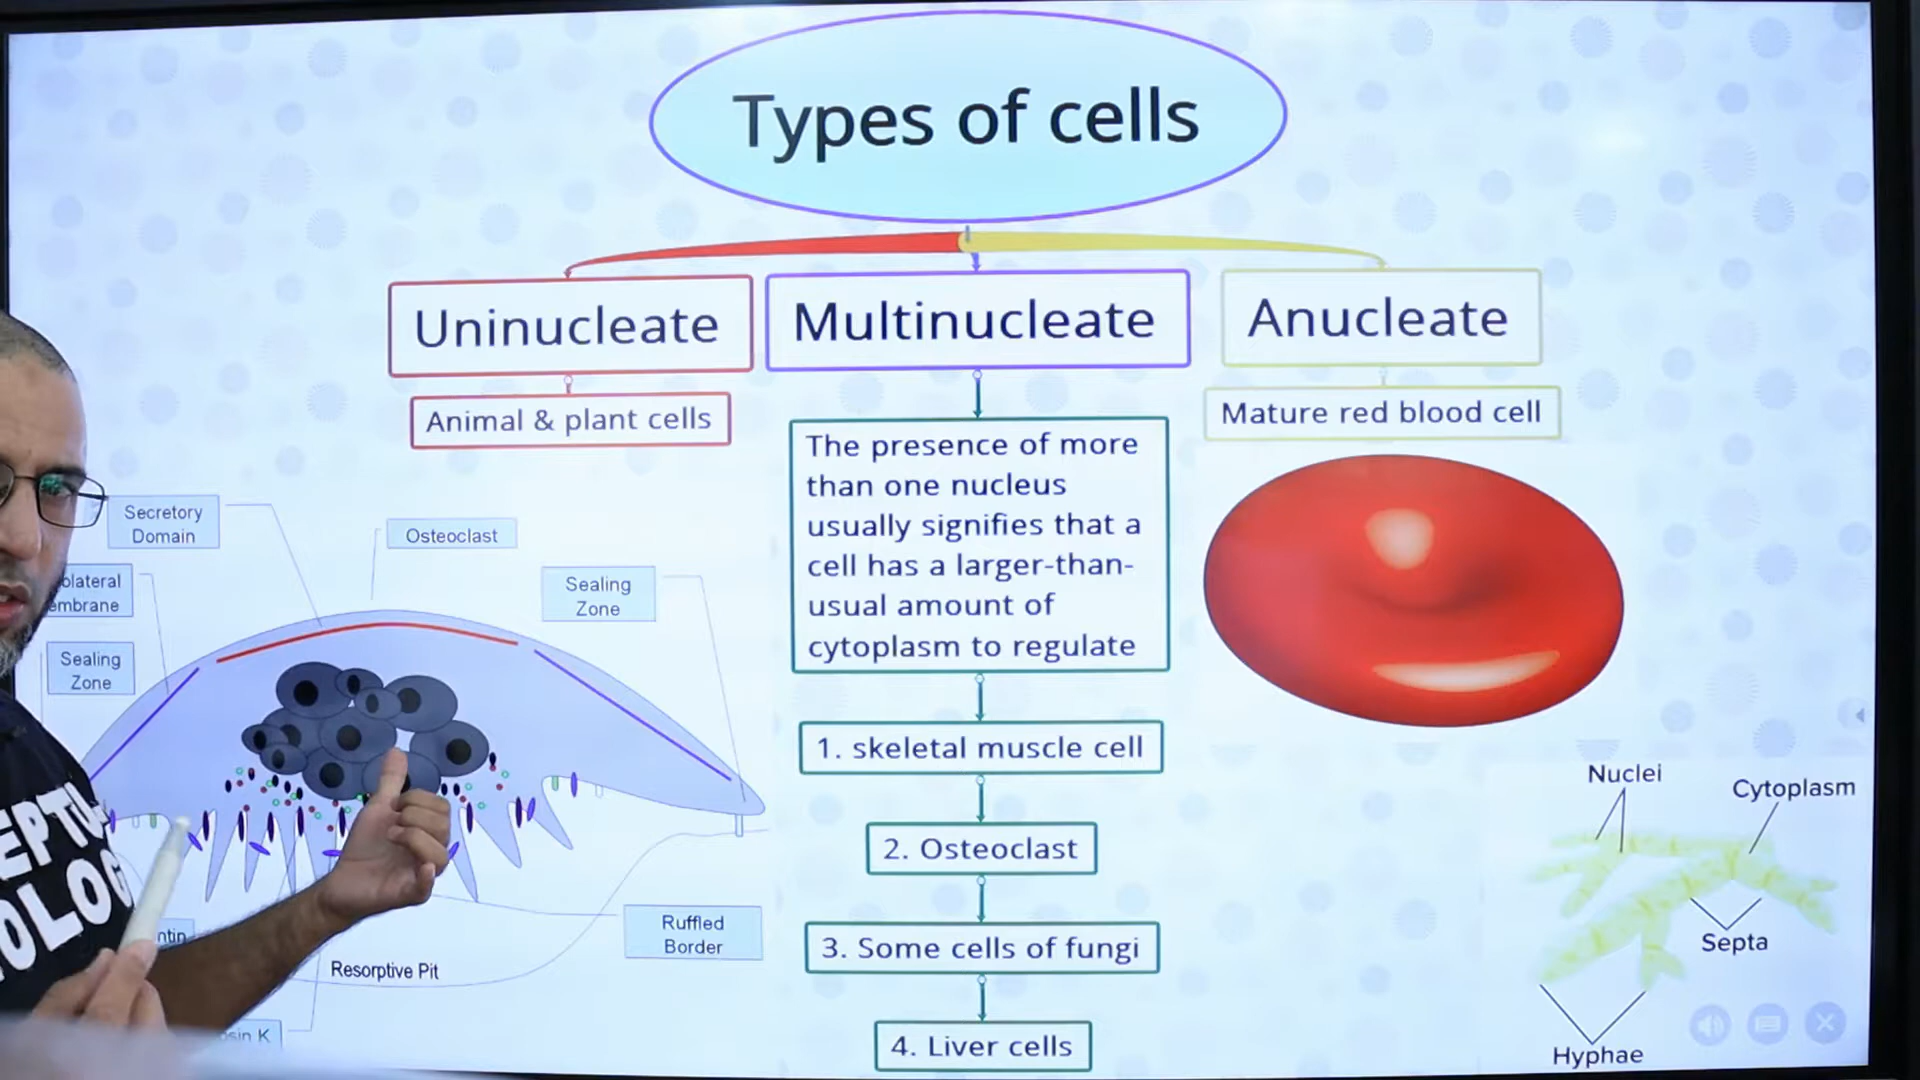 Types of cells
Uninucleate
Multinucleate
Anucleate
Animal & plant cells
Mature red blood cell
The presence of more
than one nucleus
usually signifies that a
cell has a larger-than-
usual amount of
cytoplasm to regulate
1. skeletal muscle cell
2. Osteoclast
3. Some cells of fungi
4. Liver cells
Secretory
Domain
Osteoclast
Sealing
Zone
Sealing
Zone
Ruffled
Border
Resorptive Pit
Nuclei
Cytoplasm
Septa
Hyphae